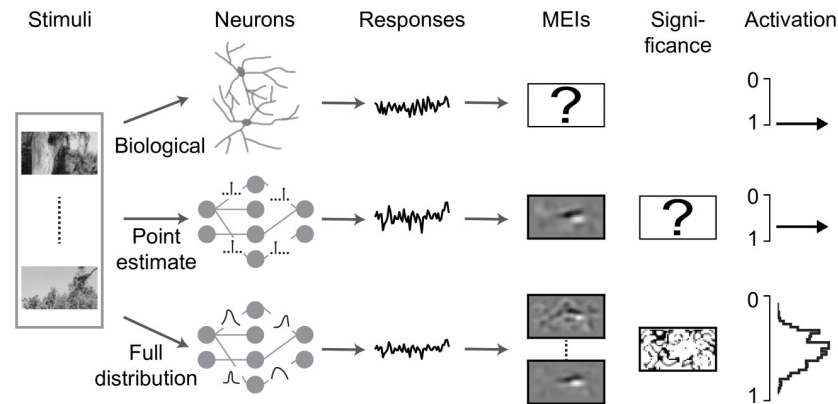 Stimuli
Neurons
Responses
MEIs
Signi-
ficance
Activation
Biological
?
0
1
Point
estimate
?
0
1
Full
distribution
0
1